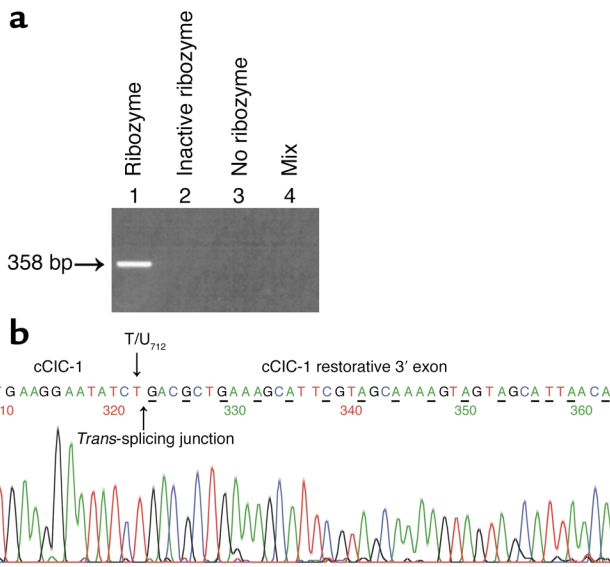 a
Ribozyme
Inactive ribozyme
No ribozyme
Mix
1 2 3 4
358 bp
b
T/U712
cClC-1 cClC-1 restorative 3′ exon
TGAAGGAATATCTGACGCTGAAAGCATTCGTAGCAAAAGTAGTAGCATTAACA
10 320 330 340 350 360
Trans-splicing junction